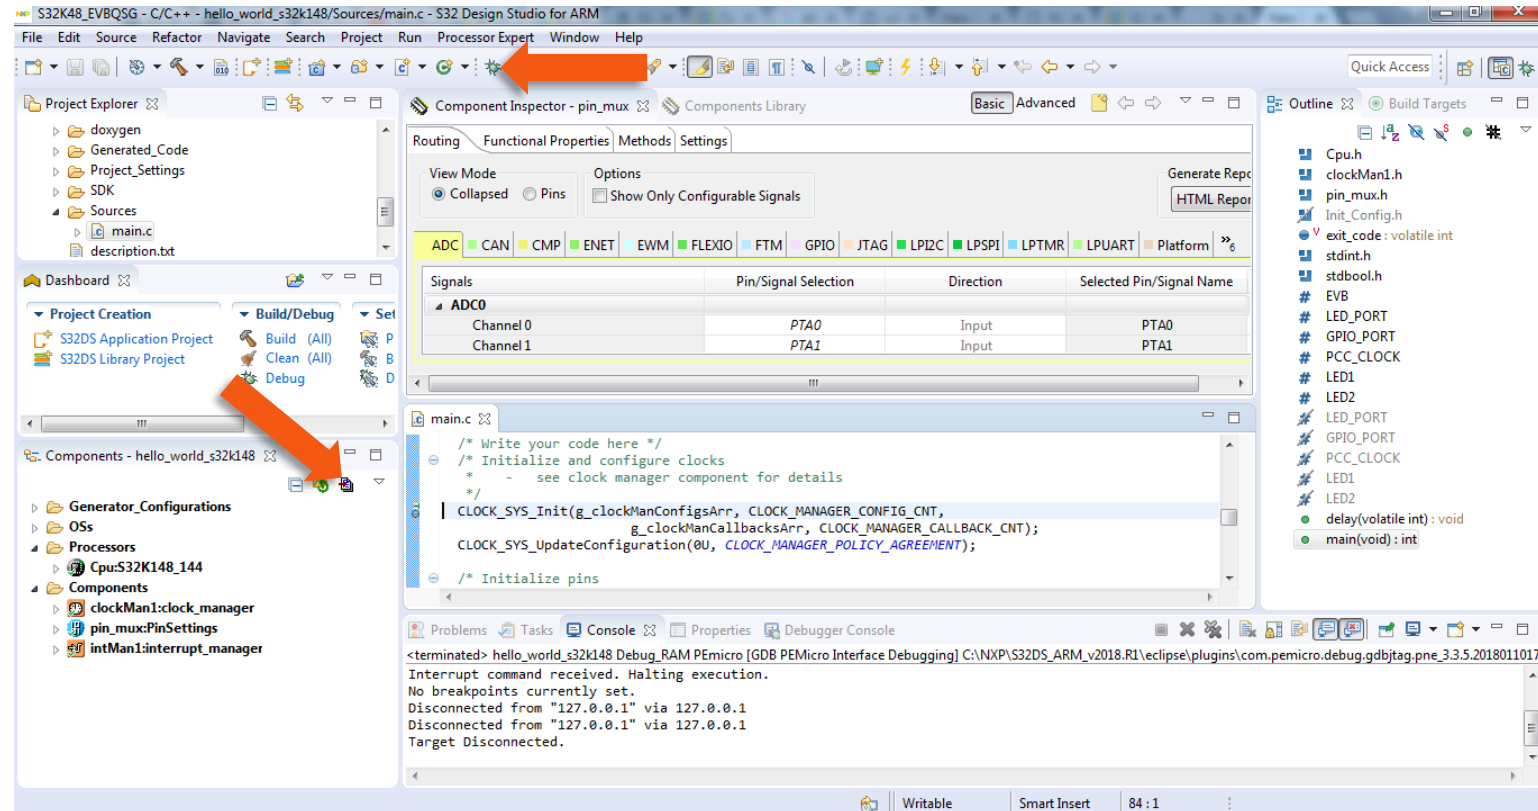 S32K48_EVBQSG - C/C++ - hello_world_s32k148/Sources/main.c - S32 Design Studio for ARM
File Edit Source Refactor Navigate Search Project Run Processor Expert Window Help
Quick Access
Project Explorer
doxygen
Generated_Code
Project_Settings
SDK
Sources
main.c
description.txt
Dashboard
Project Creation
S32DS Application Project
S32DS Library Project
Build/Debug
Build (All)
Clean (All)
Debug
Set
P
B
D
Components - hello_world_s32k148
Generator_Configurations
OSs
Processors
Cpu:S32K148_144
Components
clockMan1:clock_manager
pin_mux:PinSettings
intMan1:interrupt_manager
Component Inspector - pin_mux Components Library Basic Advanced
Routing Functional Properties Methods Settings
View Mode Options Generate Repo
Collapsed Pins Show Only Configurable Signals HTML Repor
ADC CAN CMP ENET EWM FLEXIO FTM GPIO JTAG LPI2C LPSPI LPTMR LPUART Platform »6
Signals Pin/Signal Selection Direction Selected Pin/Signal Name
ADC0
Channel 0 PTA0 Input PTA0
Channel 1 PTA1 Input PTA1
main.c
/* Write your code here */
/* Initialize and configure clocks
* - see clock manager component for details
*/
CLOCK_SYS_Init(g_clockManConfigsArr, CLOCK_MANAGER_CONFIG_CNT,
g_clockManCallbacksArr, CLOCK_MANAGER_CALLBACK_CNT);
CLOCK_SYS_UpdateConfiguration(0U, CLOCK_MANAGER_POLICY_AGREEMENT);
/* Initialize pins
Problems Tasks Console Properties Debugger Console
<terminated> hello_world_s32k148 Debug_RAM PEmicro [GDB PEMicro Interface Debugging] C:\NXP\S32DS_ARM_v2018.R1\eclipse\plugins\com.pemicro.debug.gdbjtag.pne_3.3.5.2018011017
Interrupt command received. Halting execution.
No breakpoints currently set.
Disconnected from "127.0.0.1" via 127.0.0.1
Disconnected from "127.0.0.1" via 127.0.0.1
Target Disconnected.
Outline Build Targets
Cpu.h
clockMan1.h
pin_mux.h
Init_Config.h
exit_code : volatile int
stdint.h
stdbool.h
EVB
LED_PORT
GPIO_PORT
PCC_CLOCK
LED1
LED2
LED_PORT
GPIO_PORT
PCC_CLOCK
LED1
LED2
delay(volatile int) : void
main(void) : int
Writable Smart Insert 84 : 1